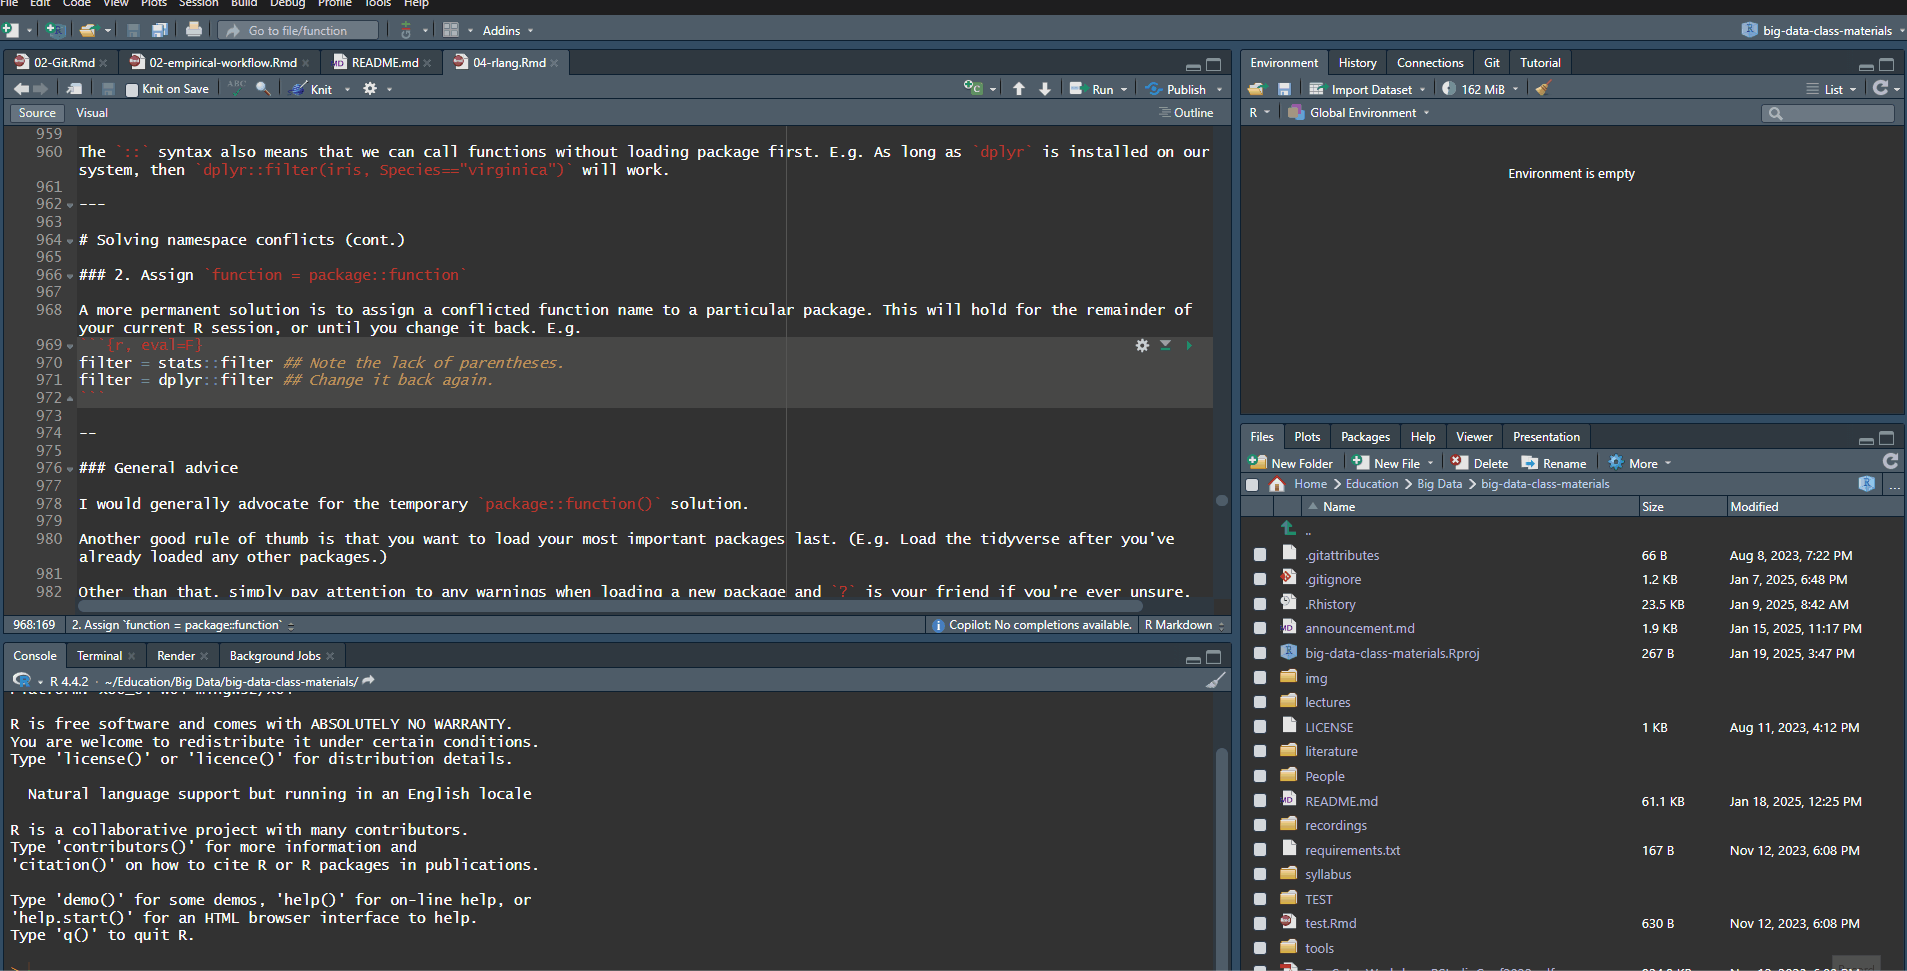 File Edit Code View Plots Session Build Debug Profile Tools Help
Go to file/function
Addins
big-data-class-materials
02-Git.Rmd
02-empirical-workflow.Rmd
README.md
04-rlang.Rmd
Knit on Save
ABC
Knit
Run
Publish
Source
Visual
Outline
959
960 The `::` syntax also means that we can call functions without loading package first. E.g. As long as `dplyr` is installed on our
system, then `dplyr::filter(iris, Species=="virginica")` will work.
961
962 ---
963
964 # Solving namespace conflicts (cont.)
965
966 ### 2. Assign `function = package::function`
967
968 A more permanent solution is to assign a conflicted function name to a particular package. This will hold for the remainder of
your current R session, or until you change it back. E.g.
969 ```{r, eval=F}
970 filter = stats::filter ## Note the lack of parentheses.
971 filter = dplyr::filter ## Change it back again.
972 ```
973
974 --
975
976 ### General advice
977
978 I would generally advocate for the temporary `package::function()` solution.
979
980 Another good rule of thumb is that you want to load your most important packages last. (E.g. Load the tidyverse after you've
already loaded any other packages.)
981
982 Other than that, simply pay attention to any warnings when loading a new package and `?` is your friend if you're ever unsure.
968:169
2. Assign `function = package::function`
Copilot: No completions available.
R Markdown
Console
Terminal
Render
Background Jobs
R 4.4.2 · ~/Education/Big Data/big-data-class-materials/
R is free software and comes with ABSOLUTELY NO WARRANTY.
You are welcome to redistribute it under certain conditions.
Type 'license()' or 'licence()' for distribution details.
Natural language support but running in an English locale
R is a collaborative project with many contributors.
Type 'contributors()' for more information and
'citation()' on how to cite R or R packages in publications.
Type 'demo()' for some demos, 'help()' for on-line help, or
'help.start()' for an HTML browser interface to help.
Type 'q()' to quit R.
>
Environment
History
Connections
Git
Tutorial
Import Dataset
162 MiB
List
R
Global Environment
Environment is empty
Files
Plots
Packages
Help
Viewer
Presentation
New Folder
New File
Delete
Rename
More
Home > Education > Big Data > big-data-class-materials
...
Name Size Modified
..
.gitattributes 66 B Aug 8, 2023, 7:22 PM
.gitignore 1.2 KB Jan 7, 2025, 6:48 PM
.Rhistory 23.5 KB Jan 9, 2025, 8:42 AM
announcement.md 1.9 KB Jan 15, 2025, 11:17 PM
big-data-class-materials.Rproj 267 B Jan 19, 2025, 3:47 PM
img
lectures
LICENSE 1 KB Aug 11, 2023, 4:12 PM
literature
People
README.md 61.1 KB Jan 18, 2025, 12:25 PM
recordings
requirements.txt 167 B Nov 12, 2023, 6:08 PM
syllabus
TEST
test.Rmd 630 B Nov 12, 2023, 6:08 PM
tools